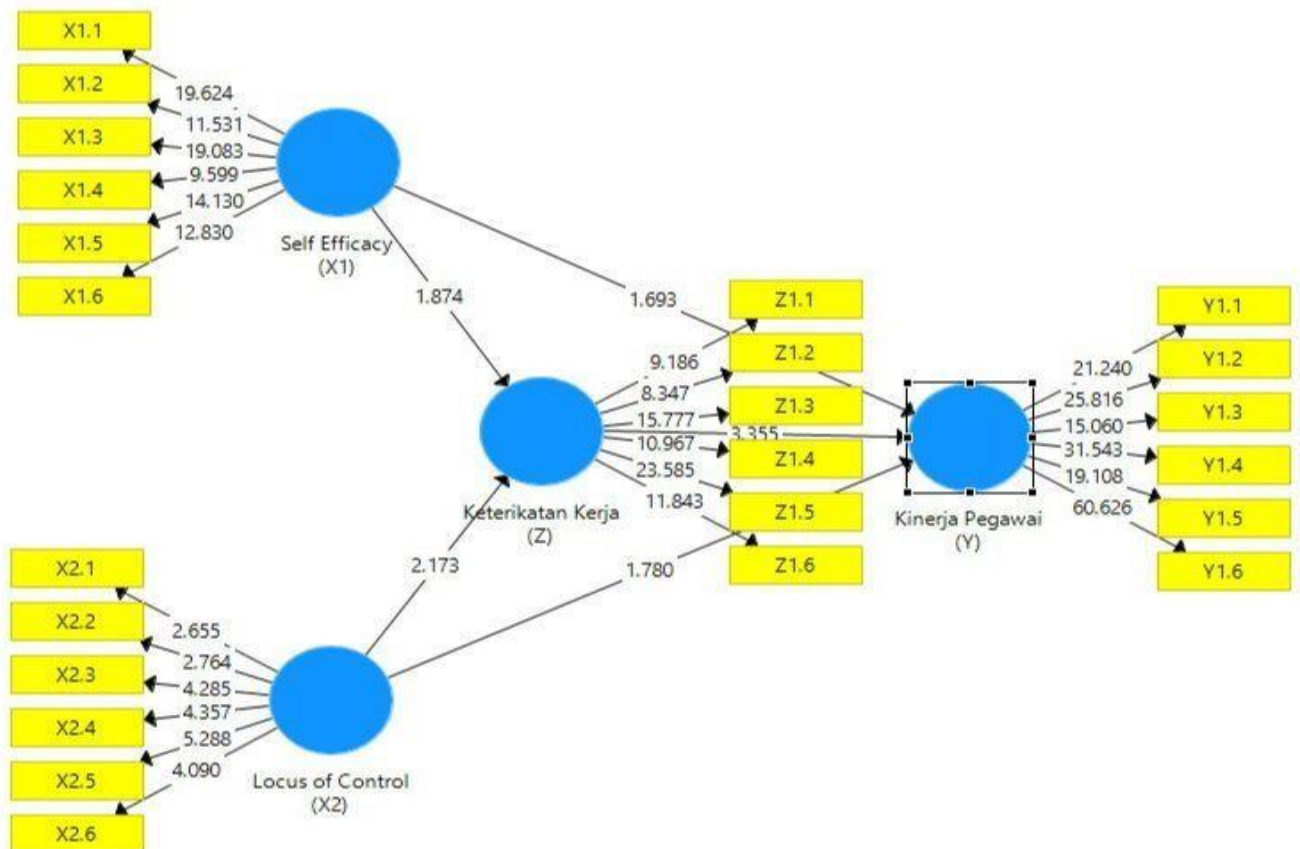 X1.1
X1.2
X1.3
X1.4
X1.5
X1.6
19.624
11.531
19.083
9.599
14.130
12.830
Self Efficacy
(X1)
1.874
1.693
Z1.1
Z1.2
Z1.3
Z1.4
Z1.5
Z1.6
9.186
8.347
15.777
10.967
23.585
11.843
3.355
Keterikatan Kerja
(Z)
Y1.1
Y1.2
Y1.3
Y1.4
Y1.5
Y1.6
21.240
25.816
15.060
31.543
19.108
60.626
Kinerja Pegawai
(Y)
2.173
1.780
X2.1
X2.2
X2.3
X2.4
X2.5
X2.6
2.655
2.764
4.285
4.357
5.288
4.090
Locus of Control
(X2)